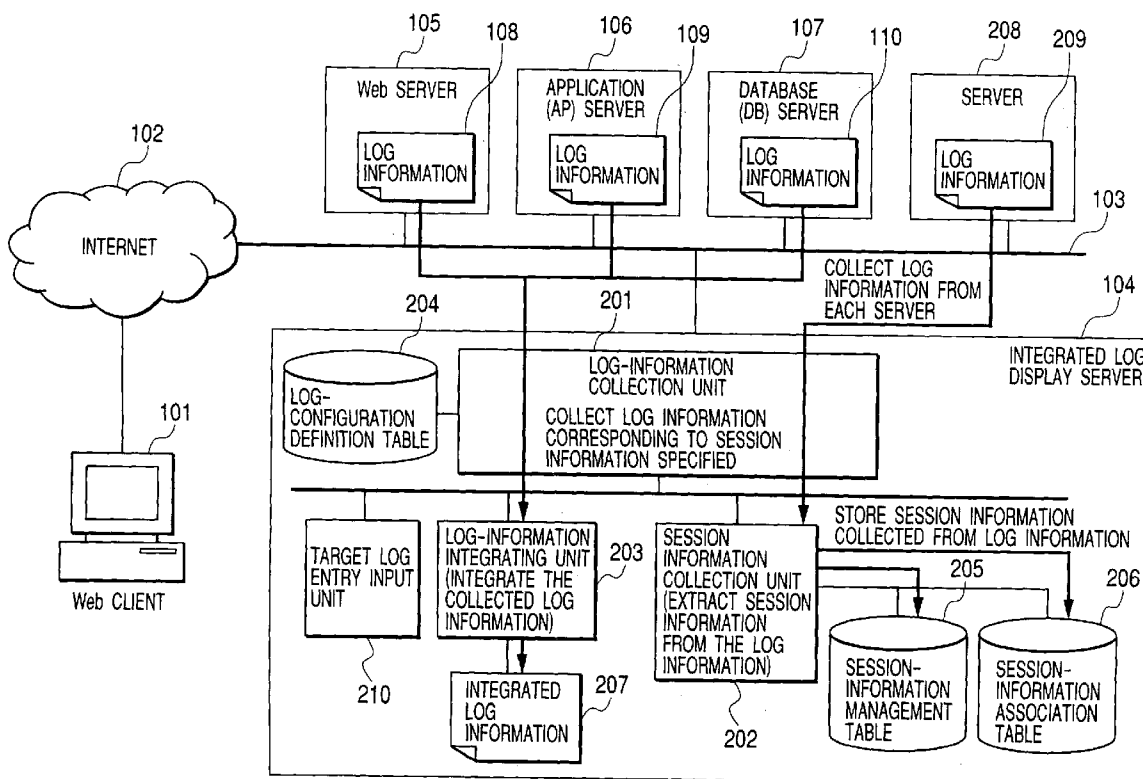 105
108
106
109
107
110
208
209
Web SERVER
APPLICATION
(AP) SERVER
DATABASE
(DB) SERVER
SERVER
LOG
INFORMATION
LOG
INFORMATION
LOG
INFORMATION
LOG
INFORMATION
102
INTERNET
103
COLLECT LOG
INFORMATION FROM
EACH SERVER
201
204
104
INTEGRATED LOG
DISPLAY SERVER
LOG-
CONFIGURATION
DEFINITION TABLE
LOG-INFORMATION
COLLECTION UNIT
COLLECT LOG INFORMATION
CORRESPONDING TO SESSION
INFORMATION SPECIFIED
101
Web CLIENT
TARGET LOG
ENTRY INPUT
UNIT
210
LOG-INFORMATION
INTEGRATING UNIT
(INTEGRATE THE
COLLECTED LOG
INFORMATION)
203
INTEGRATED
LOG
INFORMATION
207
SESSION
INFORMATION
COLLECTION UNIT
(EXTRACT SESSION
INFORMATION
FROM THE LOG
INFORMATION)
202
STORE SESSION INFORMATION
COLLECTED FROM LOG INFORMATION
205
206
SESSION-
INFORMATION
MANAGEMENT
TABLE
SESSION-
INFORMATION
ASSOCIATION
TABLE